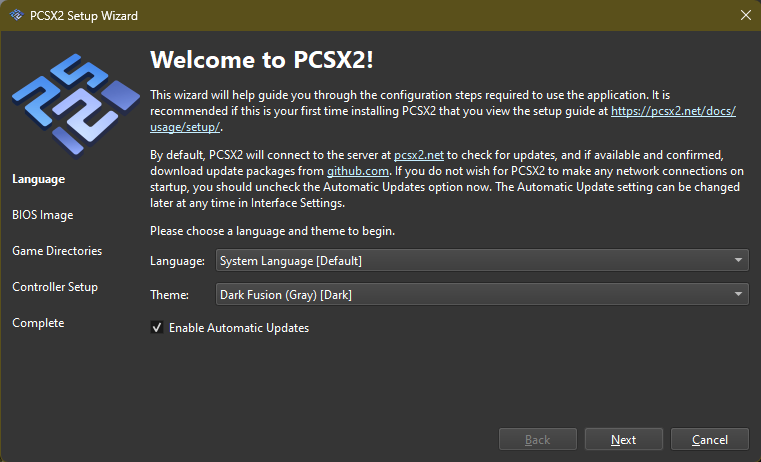 PCSX2 Setup Wizard
Welcome to PCSX2!
This wizard will help guide you through the configuration steps required to use the application. It is
recommended if this is your first time installing PCSX2 that you view the setup guide at https://pcsx2.net/docs/
usage/setup/.
By default, PCSX2 will connect to the server at pcsx2.net to check for updates, and if available and confirmed,
download update packages from github.com. If you do not wish for PCSX2 to make any network connections on
startup, you should uncheck the Automatic Updates option now. The Automatic Update setting can be changed
later at any time in Interface Settings.
Please choose a language and theme to begin.
Language
BIOS Image
Game Directories
Controller Setup
Complete
Language: System Language [Default]
Theme: Dark Fusion (Gray) [Dark]
Enable Automatic Updates
Back Next Cancel